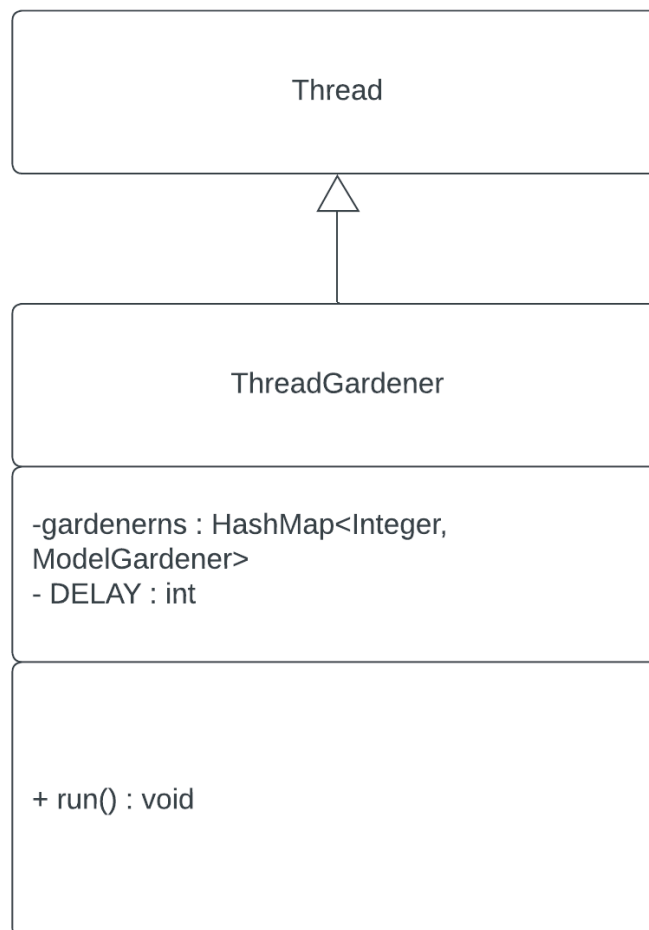 Thread
ThreadGardener
-gardenerns : HashMap<Integer,
ModelGardener>
- DELAY : int
+ run() : void